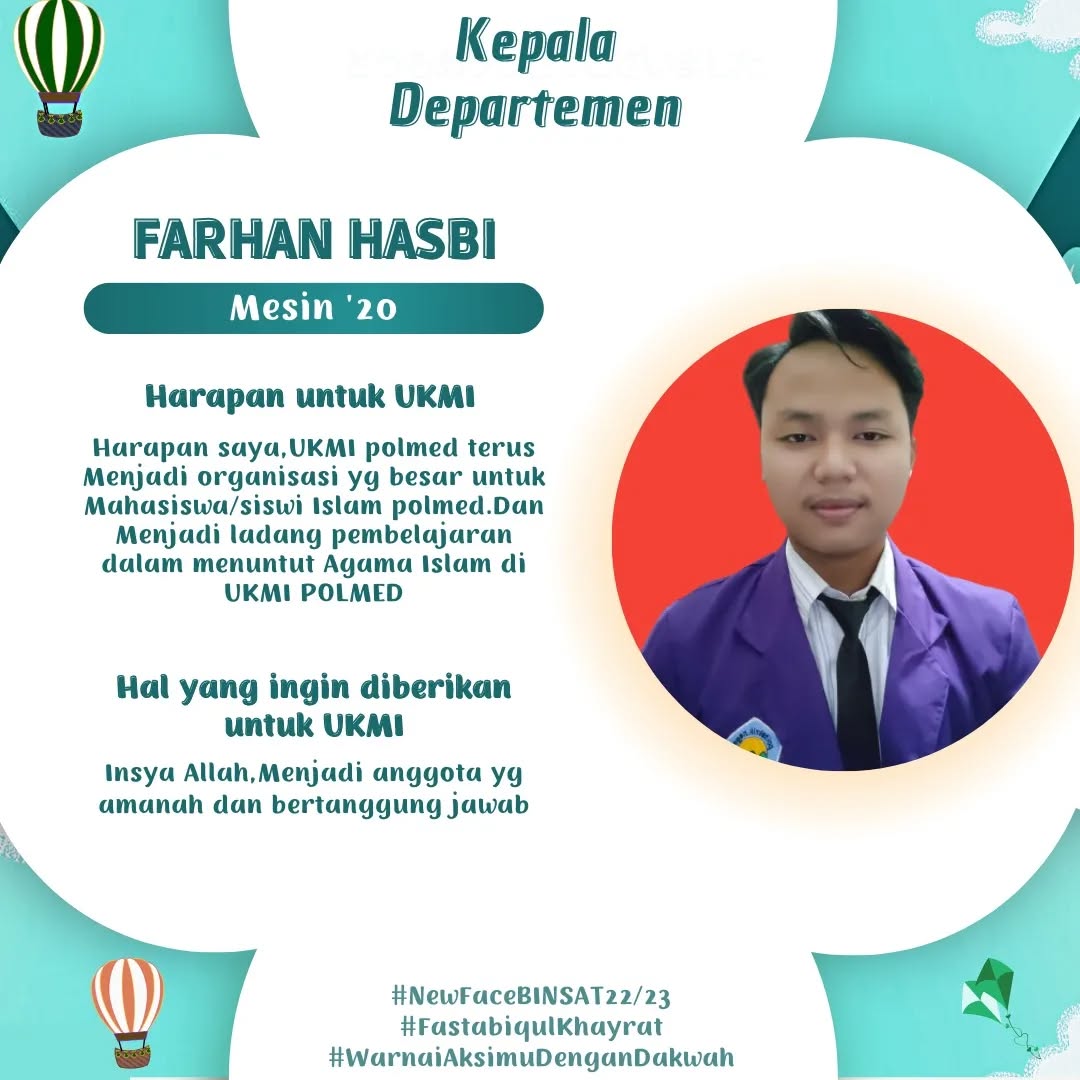 Kepala
Departemen
FARHAN HASBI
Mesin '20
Harapan untuk UKMI
Harapan saya,UKMI polmed terus
Menjadi organisasi yg besar untuk
Mahasiswa/siswi Islam polmed.Dan
Menjadi ladang pembelajaran
dalam menuntut Agama Islam di
UKMI POLMED
Hal yang ingin diberikan
untuk UKMI
Insya Allah,Menjadi anggota yg
amanah dan bertanggung jawab
#NewFaceBINSAT22/23
#FastabiqulKhayrat
#WarnaiAksimuDenganDakwah